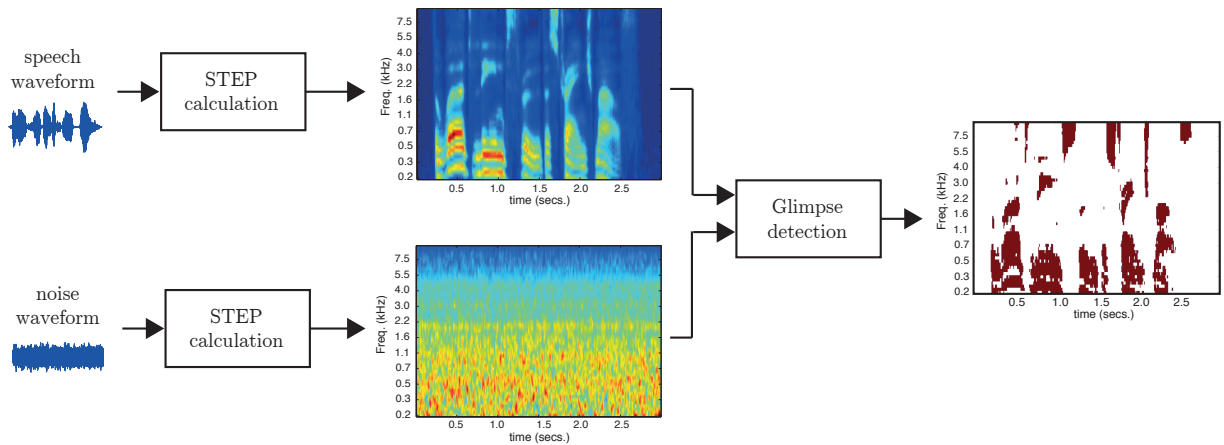 speech
waveform
STEP
calculation
Freq. (kHz)
7.5
5.5
4.0
3.0
2.2
1.6
1.1
0.7
0.5
0.3
0.2
0.5 1.0 1.5 2.0 2.5
time (secs.)
noise
waveform
STEP
calculation
Freq. (kHz)
7.5
5.5
4.0
3.0
2.2
1.6
1.1
0.7
0.5
0.3
0.2
0.5 1.0 1.5 2.0 2.5
time (secs.)
Glimpse
detection
Freq. (kHz)
7.5
5.5
4.0
3.0
2.2
1.6
1.1
0.7
0.5
0.3
0.2
0.5 1.0 1.5 2.0 2.5
time (secs.)